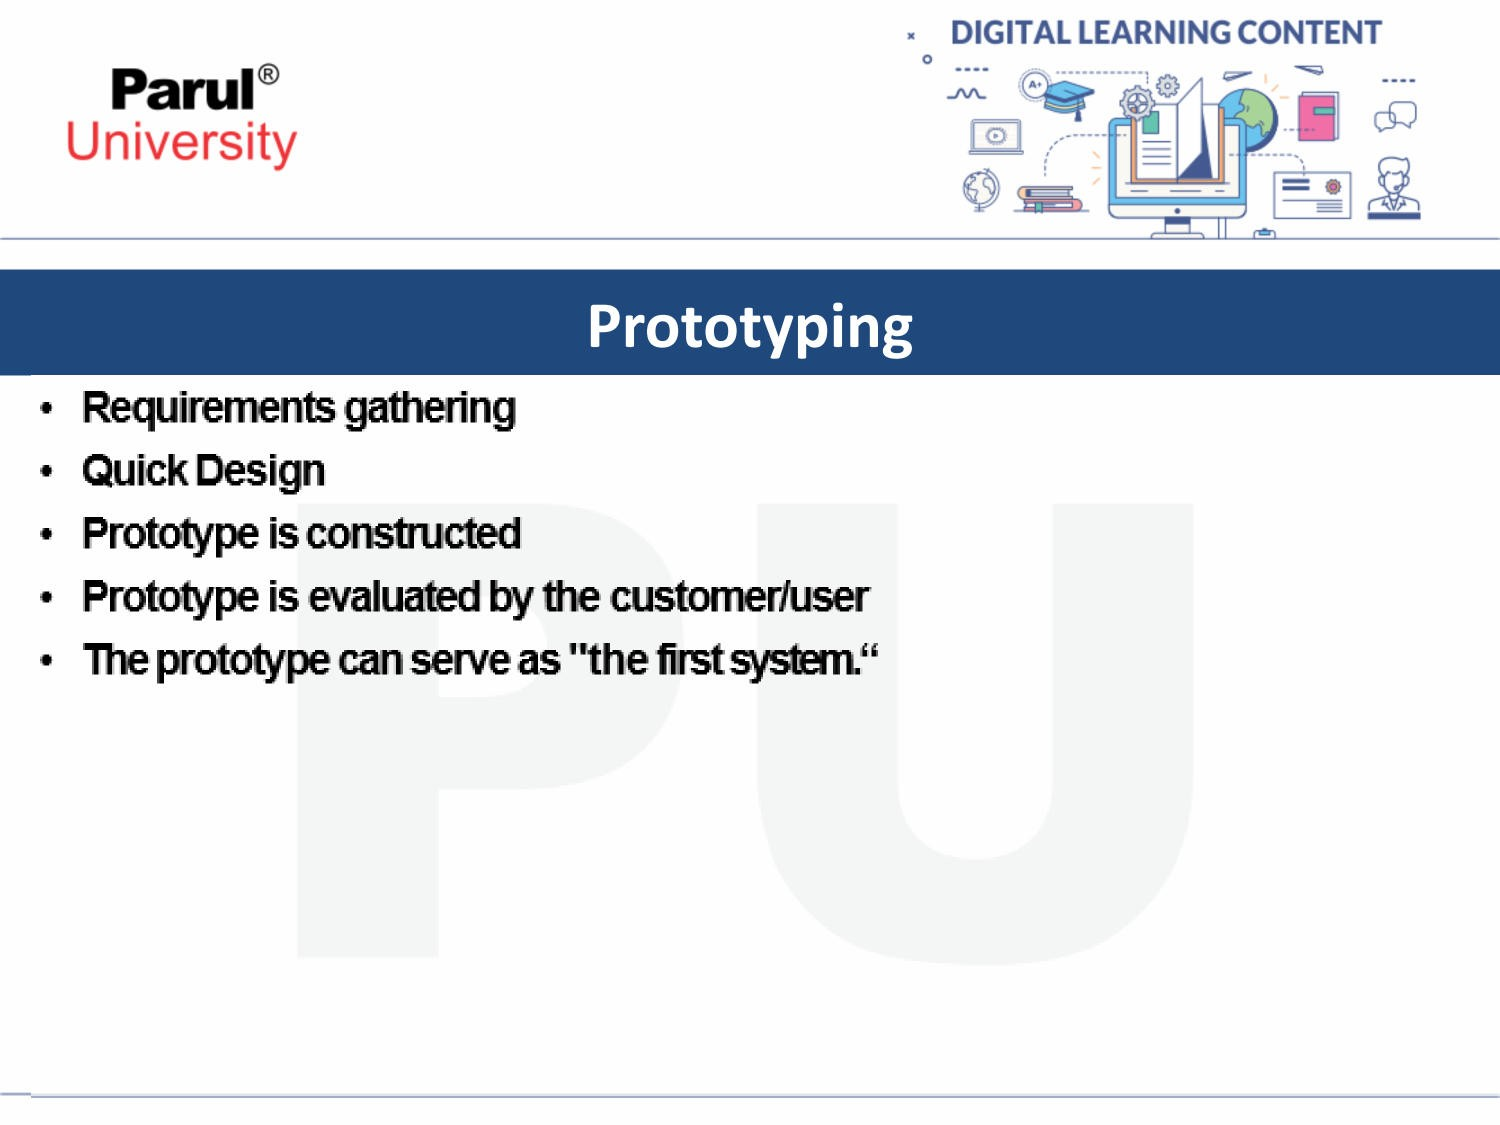 DIGITAL LEARNING CONTENT
Parul®
University
A+
Prototyping
• Requirements gathering
• Quick Design
• Prototype is constructed
• Prototype is evaluated by the customer/user
• The prototype can serve as "the first system.“
PU